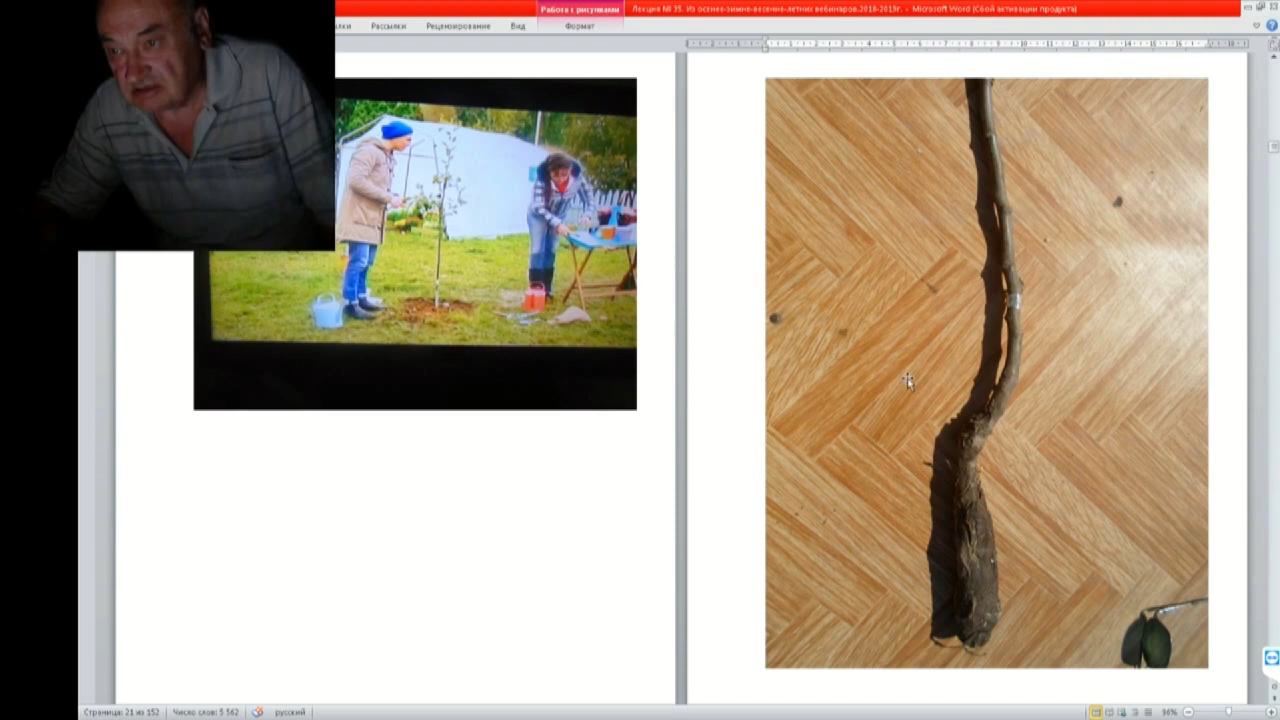 Работа с рисунками
Лекция № 35. Из осенне-зимне-весенне-летних вебинаров.2018-2019г. - Microsoft Word (Сбой активации продукта)
Рассылки
Рецензирование
Вид
Формат
Страница: 21 из 152
Число слов: 5 562
русский
96%